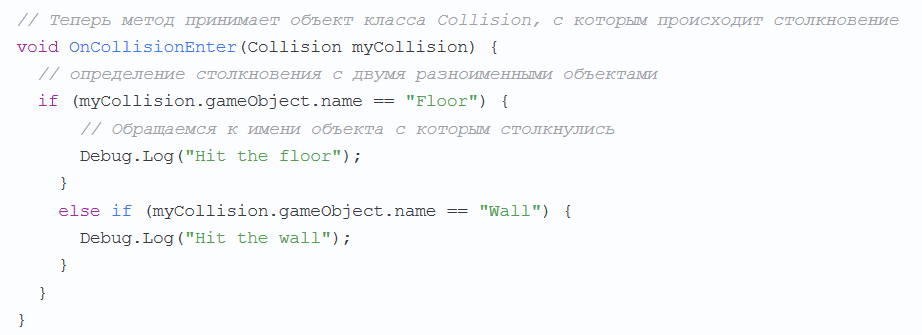 // Теперь метод принимает объект класса Collision, с которым происходит столкновение
void OnCollisionEnter(Collision myCollision) {
  // определение столкновения с двумя разноименными объектами
  if (myCollision.gameObject.name == "Floor") {
      // Обращаемся к имени объекта с которым столкнулись
      Debug.Log("Hit the floor");
    }
    else if (myCollision.gameObject.name == "Wall") {
      Debug.Log("Hit the wall");
    }
  }
}